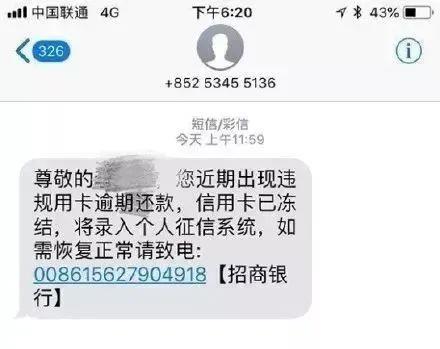 中国联通 4G 下午6:20 43%
326
+852 5345 5136
短信/彩信
今天 上午11:59
尊敬的 ，您近期出现违
规用卡逾期还款，信用卡已冻
结，将录入个人征信系统，如
需恢复正常请致电:
008615627904918【招商银
行】